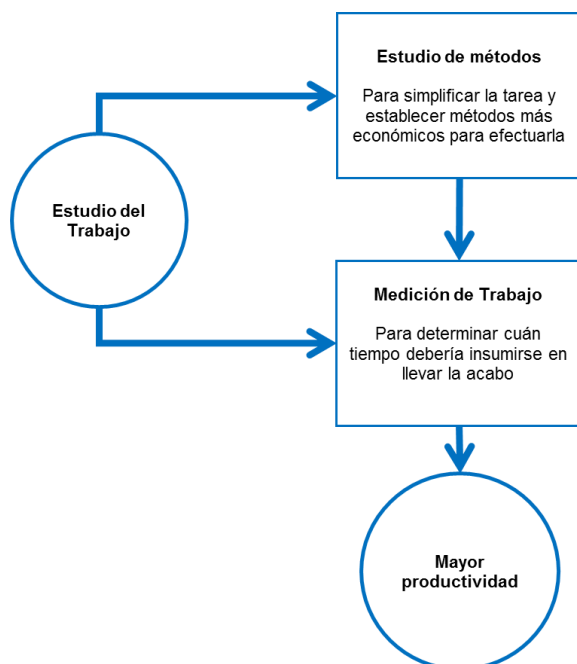 Estudio de métodos
Para simplificar la tarea y
establecer métodos más
económicos para efectuarla
Estudio del
Trabajo
Medición de Trabajo
Para determinar cuán
tiempo debería insumirse en
llevar la acabo
Mayor
productividad